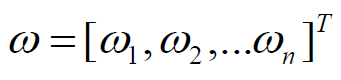 ω = [ω₁, ω₂, ...ωₙ]ᵀ